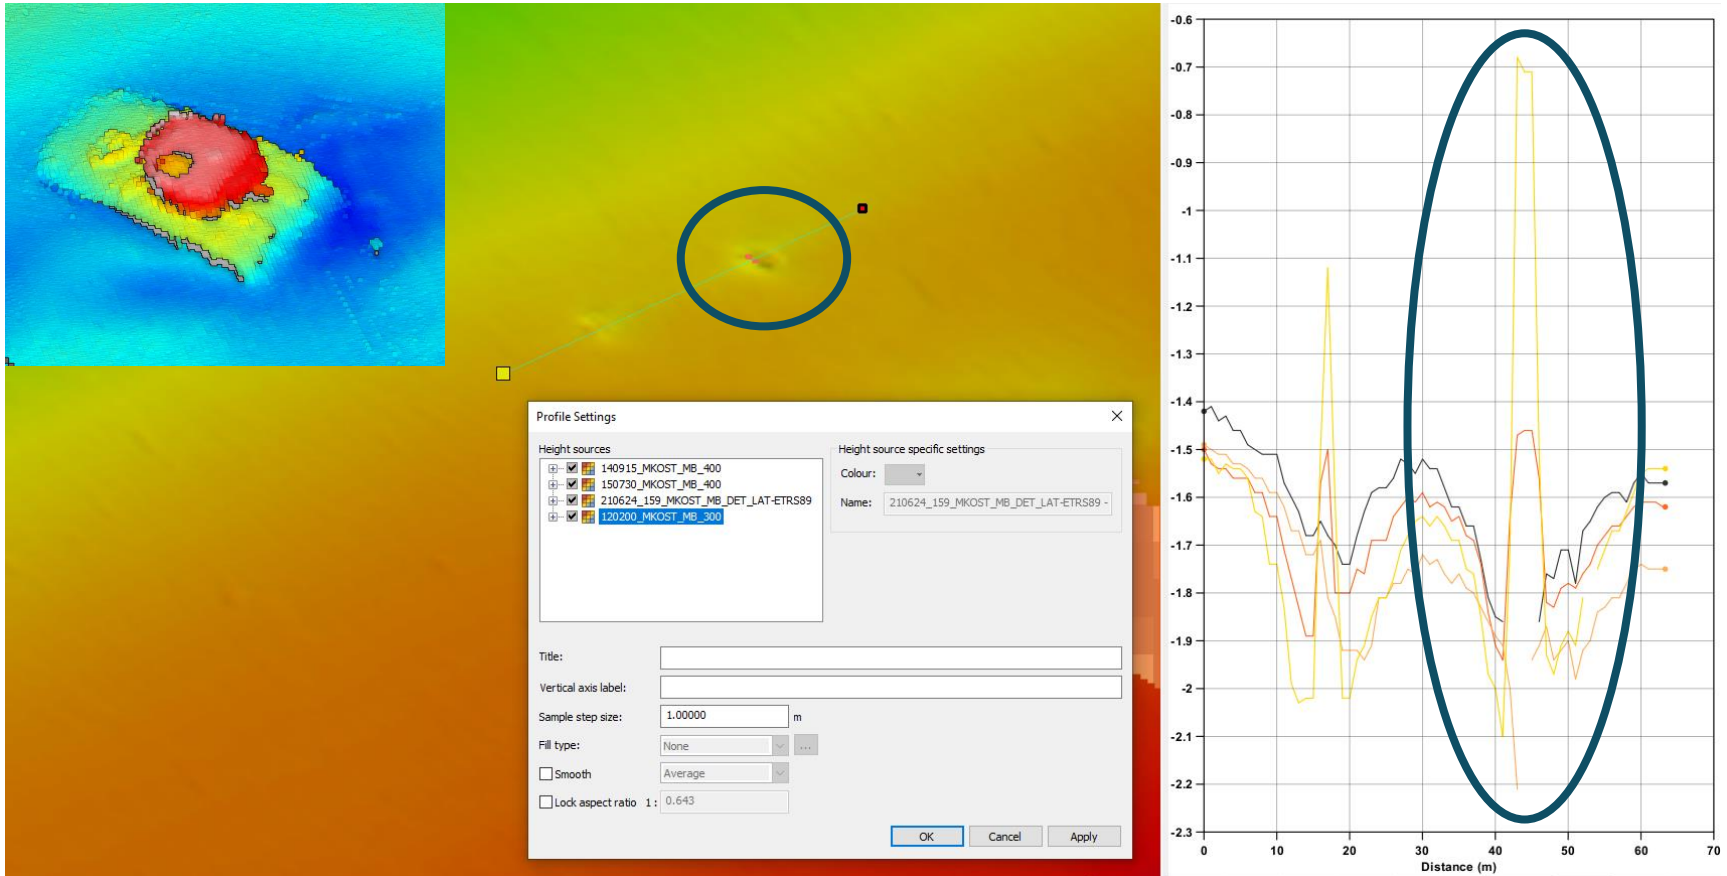 Profile Settings
Height sources
140915_MKOST_MB_400
150730_MKOST_MB_400
210624_159_MKOST_MB_DET_LAT-ETRS89
120200_MKOST_MB_300
Height source specific settings
Colour:
Name: 210624_159_MKOST_MB_DET_LAT-ETRS89 -
Title:
Vertical axis label:
Sample step size: 1.00000 m
Fill type: None ...
Smooth Average
Lock aspect ratio 1 : 0.643
OK Cancel Apply
-0.6
-0.7
-0.8
-0.9
-1
-1.1
-1.2
-1.3
-1.4
-1.5
-1.6
-1.7
-1.8
-1.9
-2
-2.1
-2.2
-2.3
0 10 20 30 40 50 60 70
Distance (m)